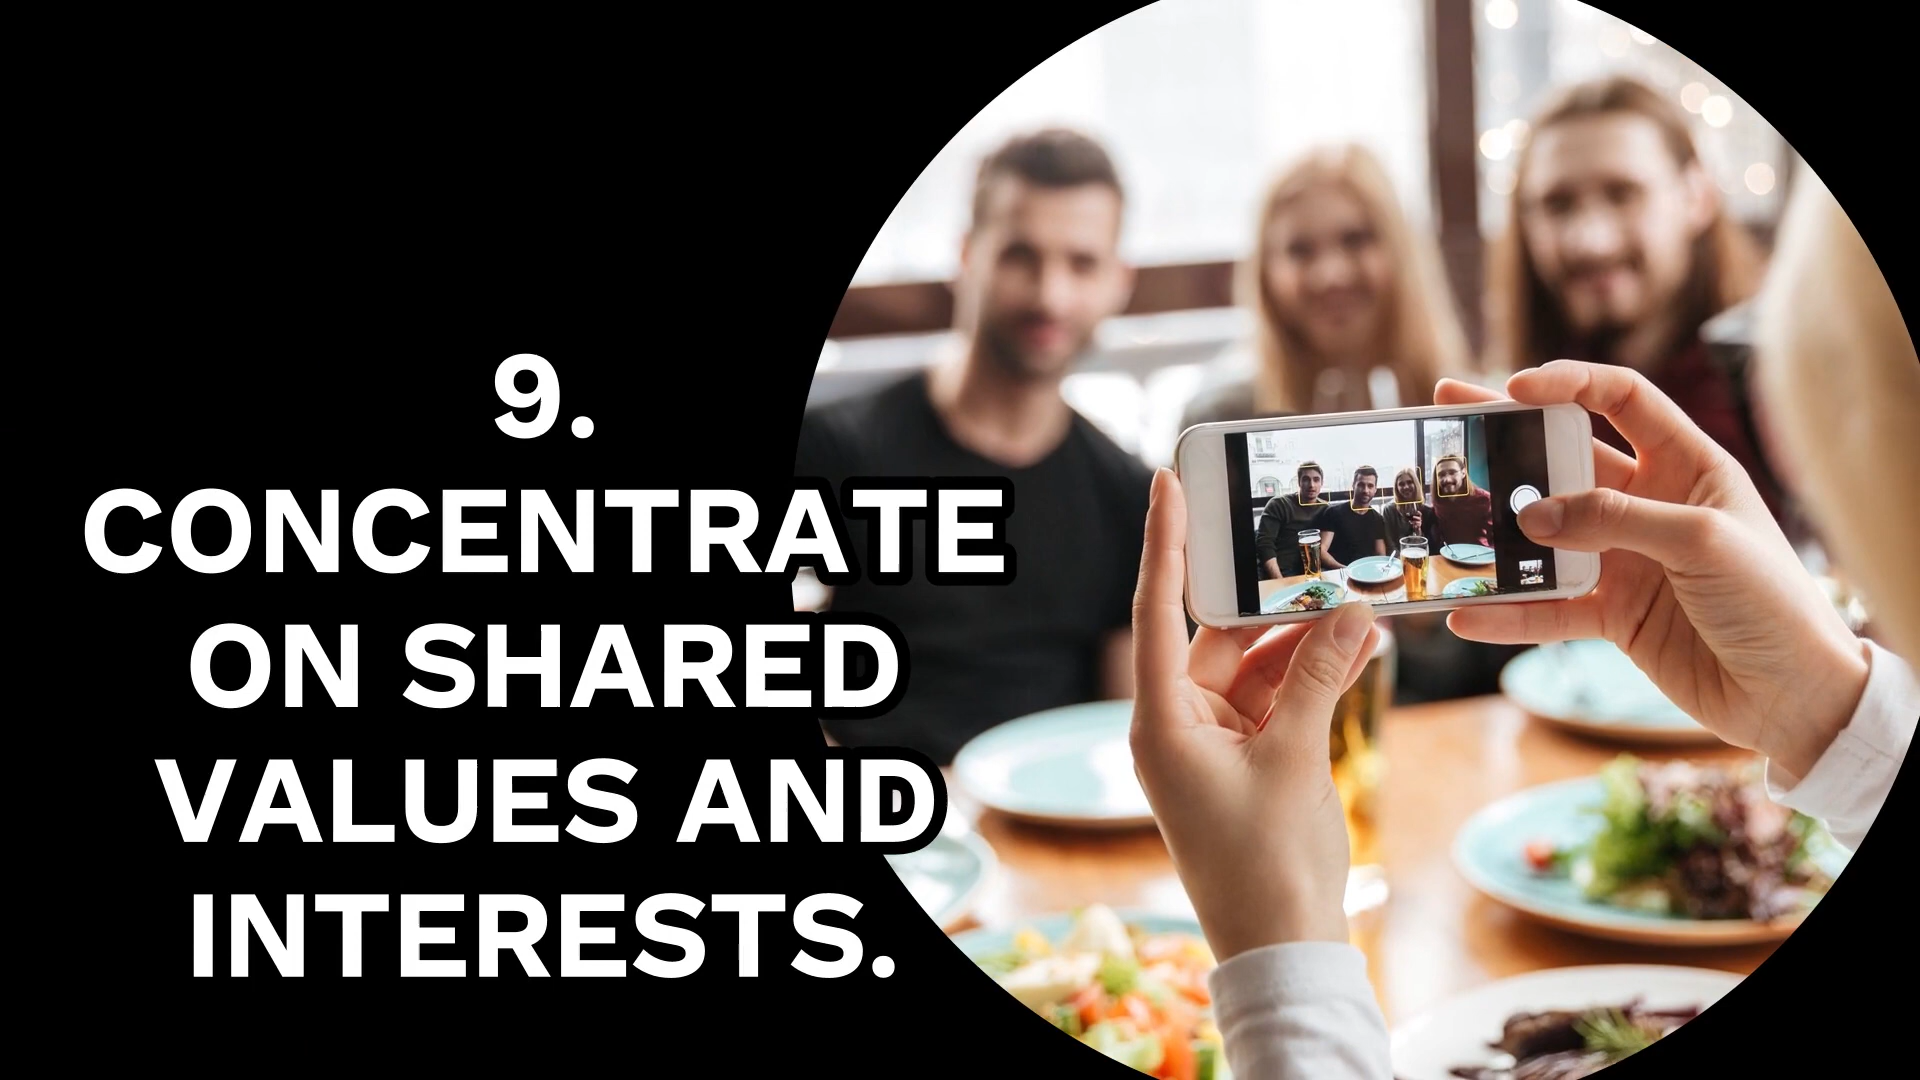 9.
CONCENTRATE
ON SHARED
VALUES AND
INTERESTS.